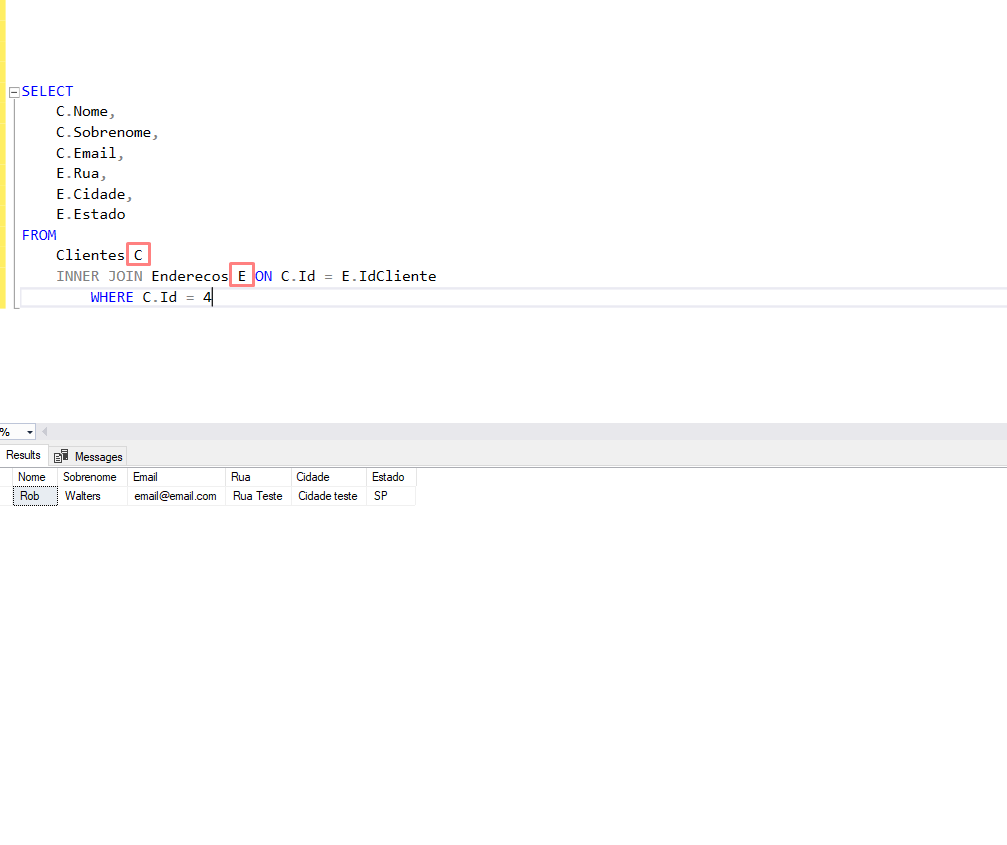 SELECT
C.Nome,
C.Sobrenome,
C.Email,
E.Rua,
E.Cidade,
E.Estado
FROM
Clientes C
INNER JOIN Enderecos E ON C.Id = E.IdCliente
WHERE C.Id = 4
%
Results Messages
Nome Sobrenome Email Rua Cidade Estado
Rob Walters email@email.com Rua Teste Cidade teste SP